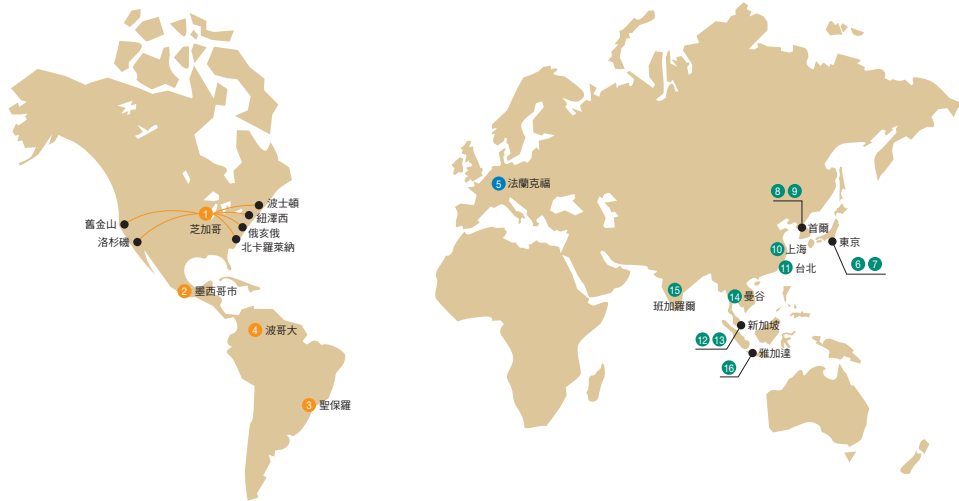 波士頓
1
紐澤西
舊金山
芝加哥
俄亥俄
洛杉磯
北卡羅萊納
2 墨西哥市
4 波哥大
3 聖保羅
5 法蘭克福
8 9
首爾
10 上海
東京
11 台北
6 7
15
班加羅爾
14 曼谷
新加坡
12 13
雅加達
16